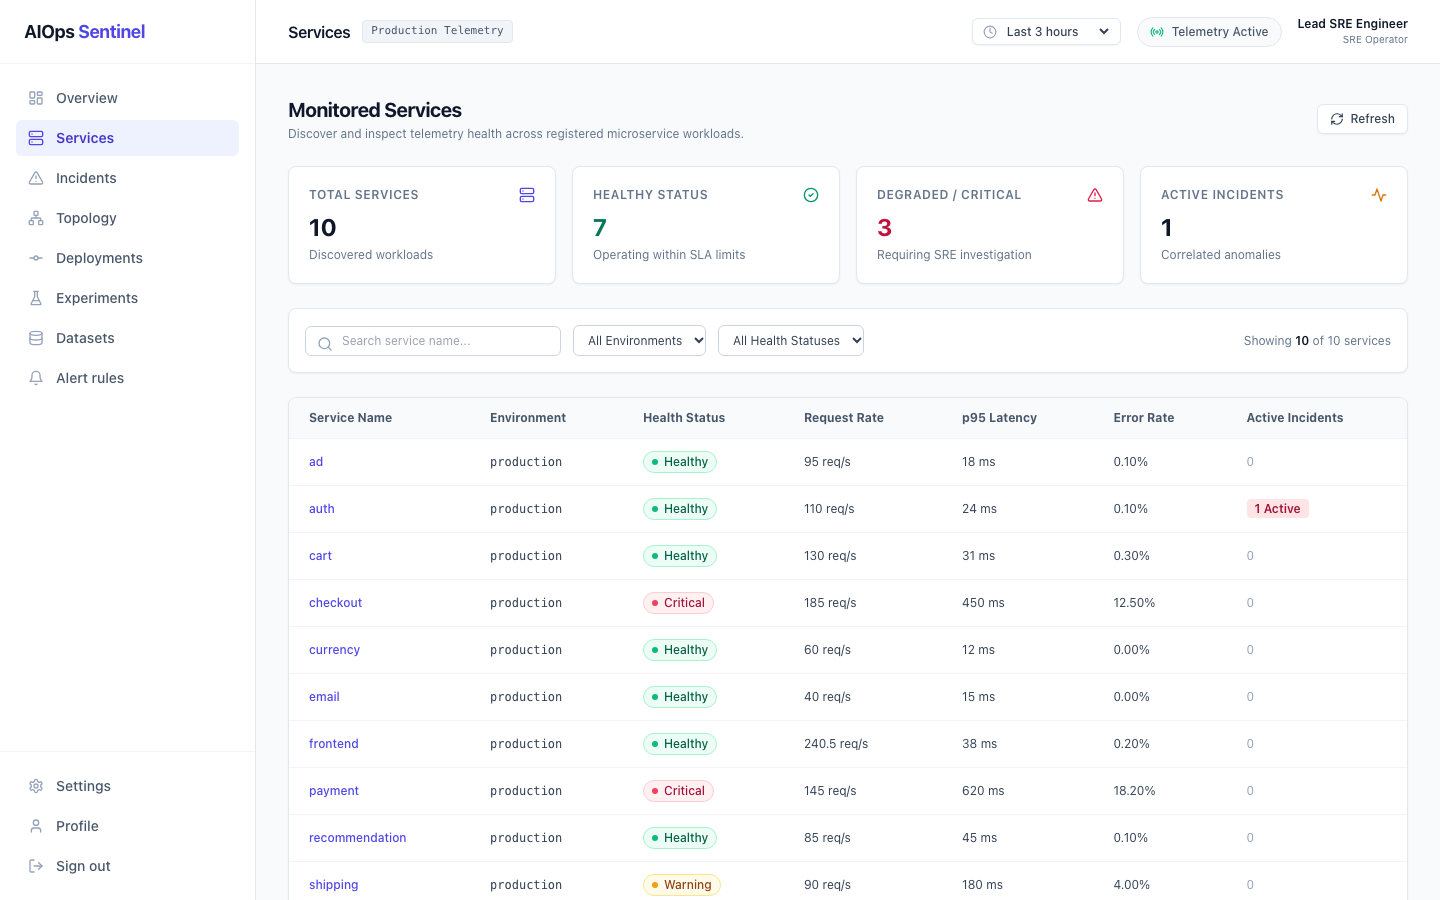 AIOps Sentinel
Overview
Services
Incidents
Topology
Deployments
Experiments
Datasets
Alert rules
Settings
Profile
Sign out
Services Production Telemetry Last 3 hours Telemetry Active Lead SRE Engineer
SRE Operator
Monitored Services
Discover and inspect telemetry health across registered microservice workloads.
Refresh
TOTAL SERVICES
10
Discovered workloads
HEALTHY STATUS
7
Operating within SLA limits
DEGRADED / CRITICAL
3
Requiring SRE investigation
ACTIVE INCIDENTS
1
Correlated anomalies
Search service name... All Environments All Health Statuses Showing 10 of 10 services
Service Name Environment Health Status Request Rate p95 Latency Error Rate Active Incidents
ad production Healthy 95 req/s 18 ms 0.10% 0
auth production Healthy 110 req/s 24 ms 0.10% 1 Active
cart production Healthy 130 req/s 31 ms 0.30% 0
checkout production Critical 185 req/s 450 ms 12.50% 0
currency production Healthy 60 req/s 12 ms 0.00% 0
email production Healthy 40 req/s 15 ms 0.00% 0
frontend production Healthy 240.5 req/s 38 ms 0.20% 0
payment production Critical 145 req/s 620 ms 18.20% 0
recommendation production Healthy 85 req/s 45 ms 0.10% 0
shipping production Warning 90 req/s 180 ms 4.00% 0